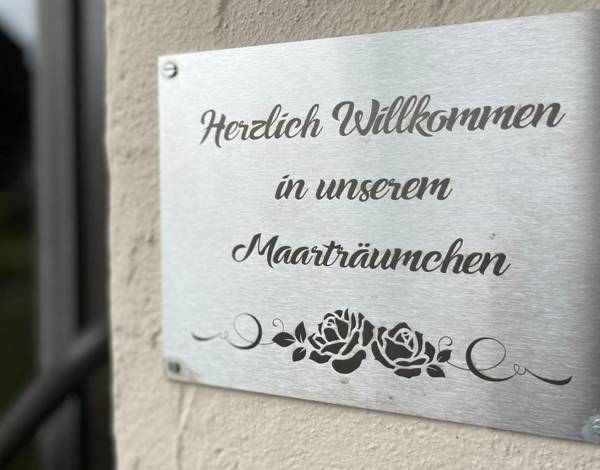 Herzlich Willkommen
in unserem
Maarträumchen